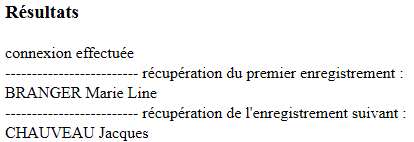 Résultats
connexion effectuée
------------------------- récupération du premier enregistrement :
BRANGER Marie Line
------------------------- récupération de l'enregistrement suivant :
CHAUVEAU Jacques